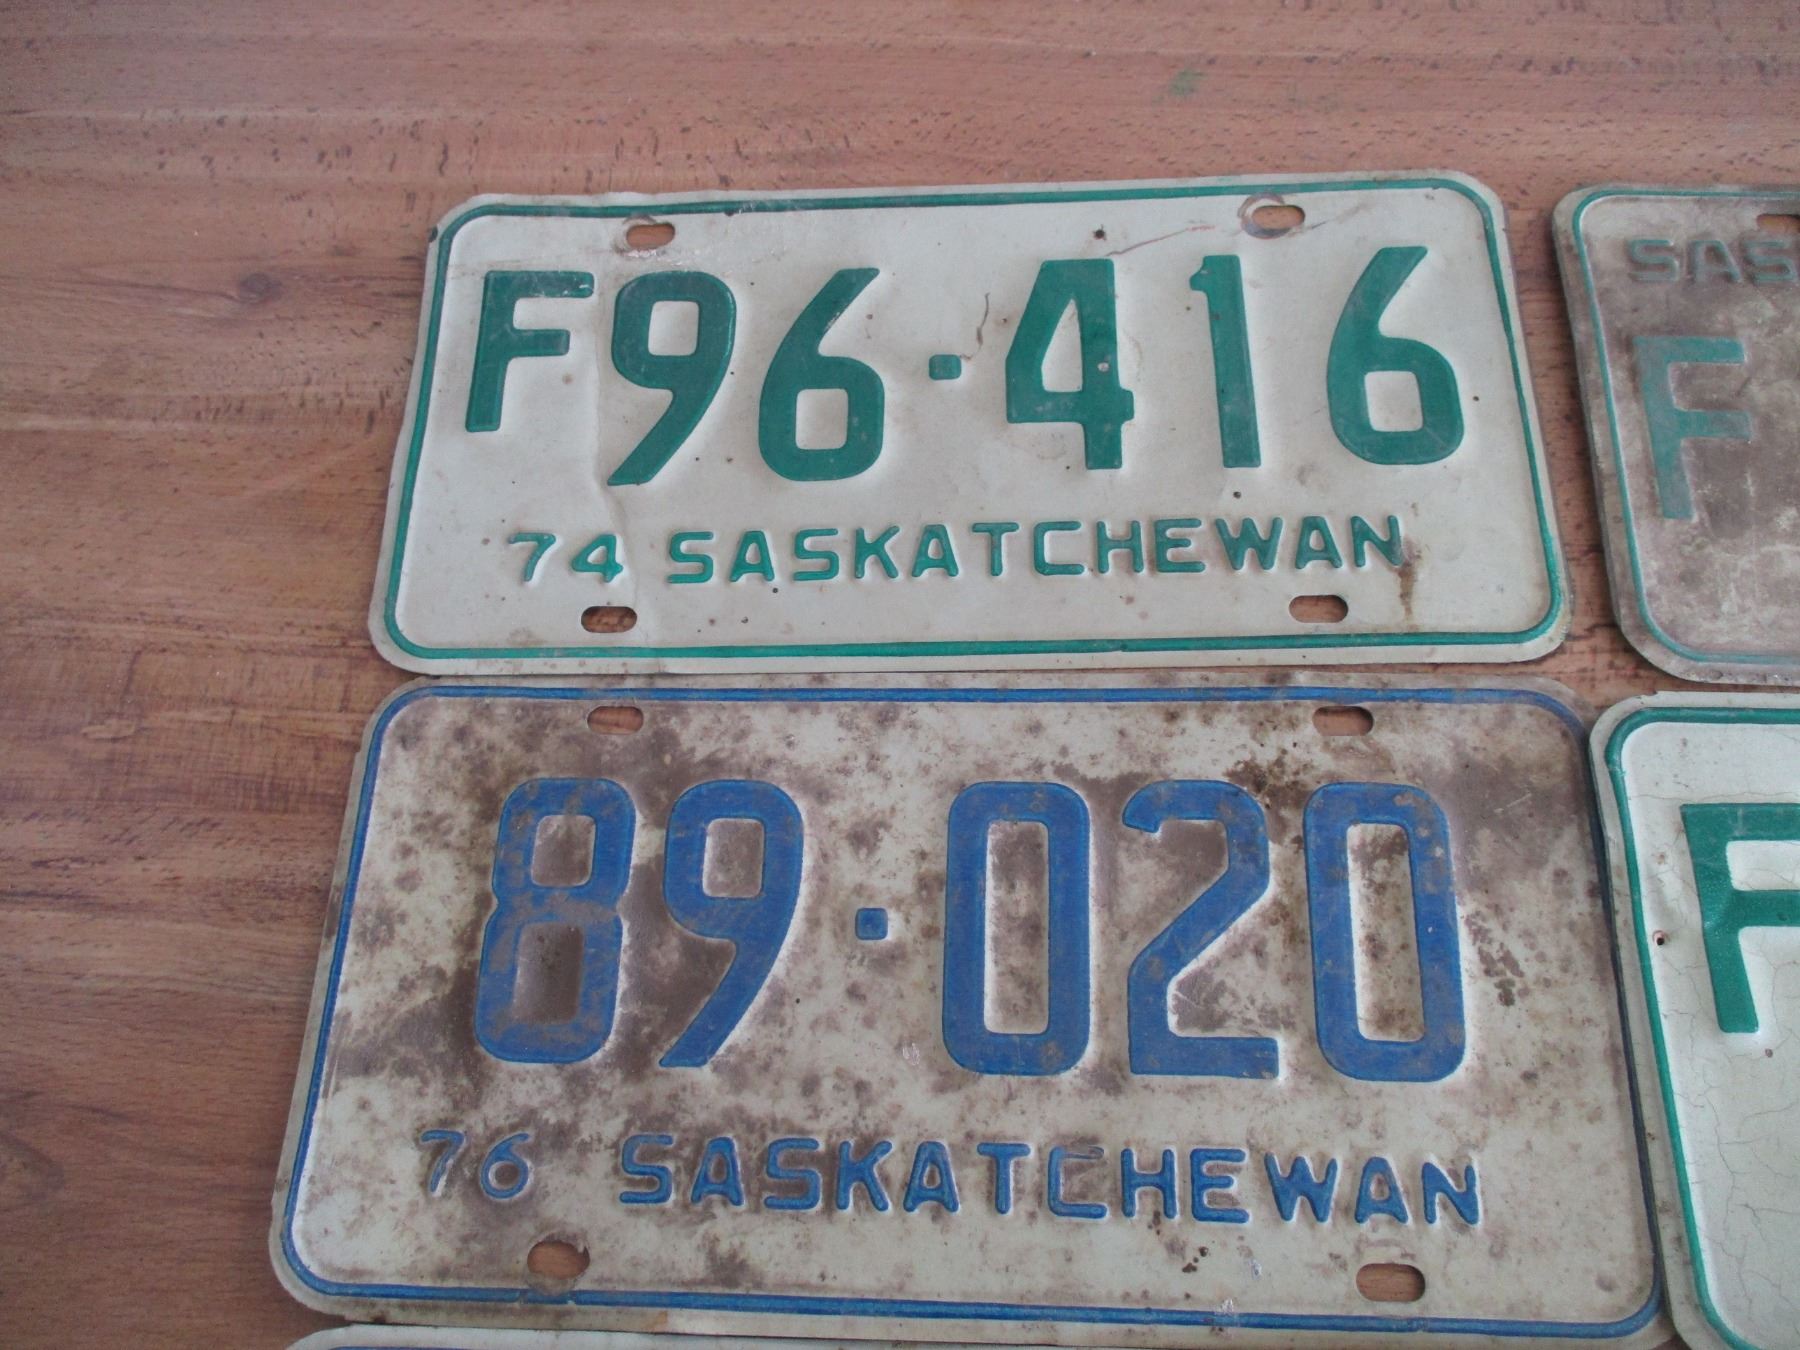 F96·416
74 SASKATCHEWAN
F
89·020
76 SASKATCHEWAN
F